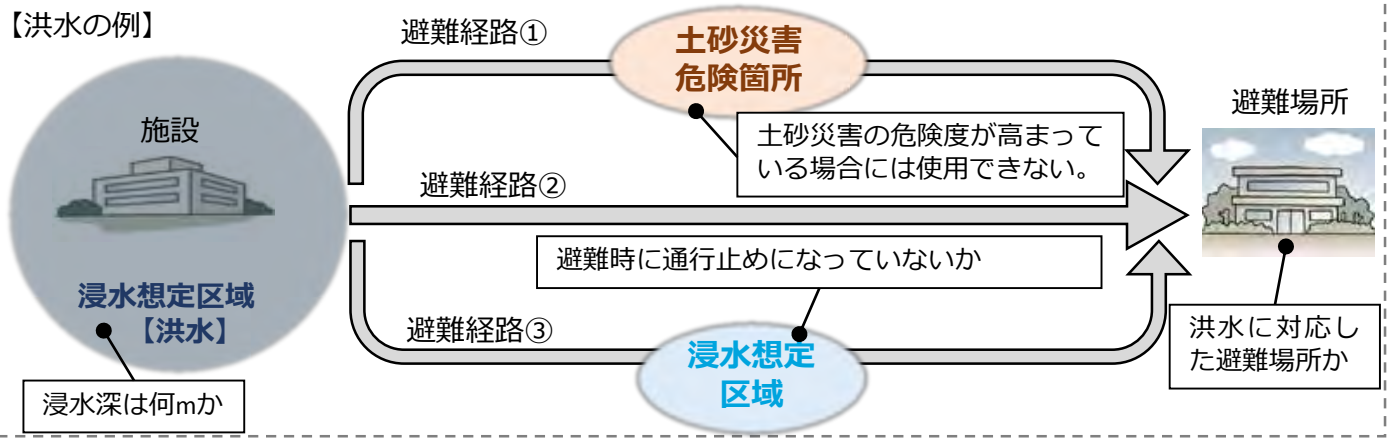 【洪水の例】
避難経路①
土砂災害
危険箇所
避難場所
施設
土砂災害の危険度が高まって
いる場合には使用できない。
避難経路②
避難時に通行止めになっていないか
浸水想定区域
【洪水】
避難経路③
浸水想定
区域
洪水に対応し
た避難場所か
浸水深は何mか